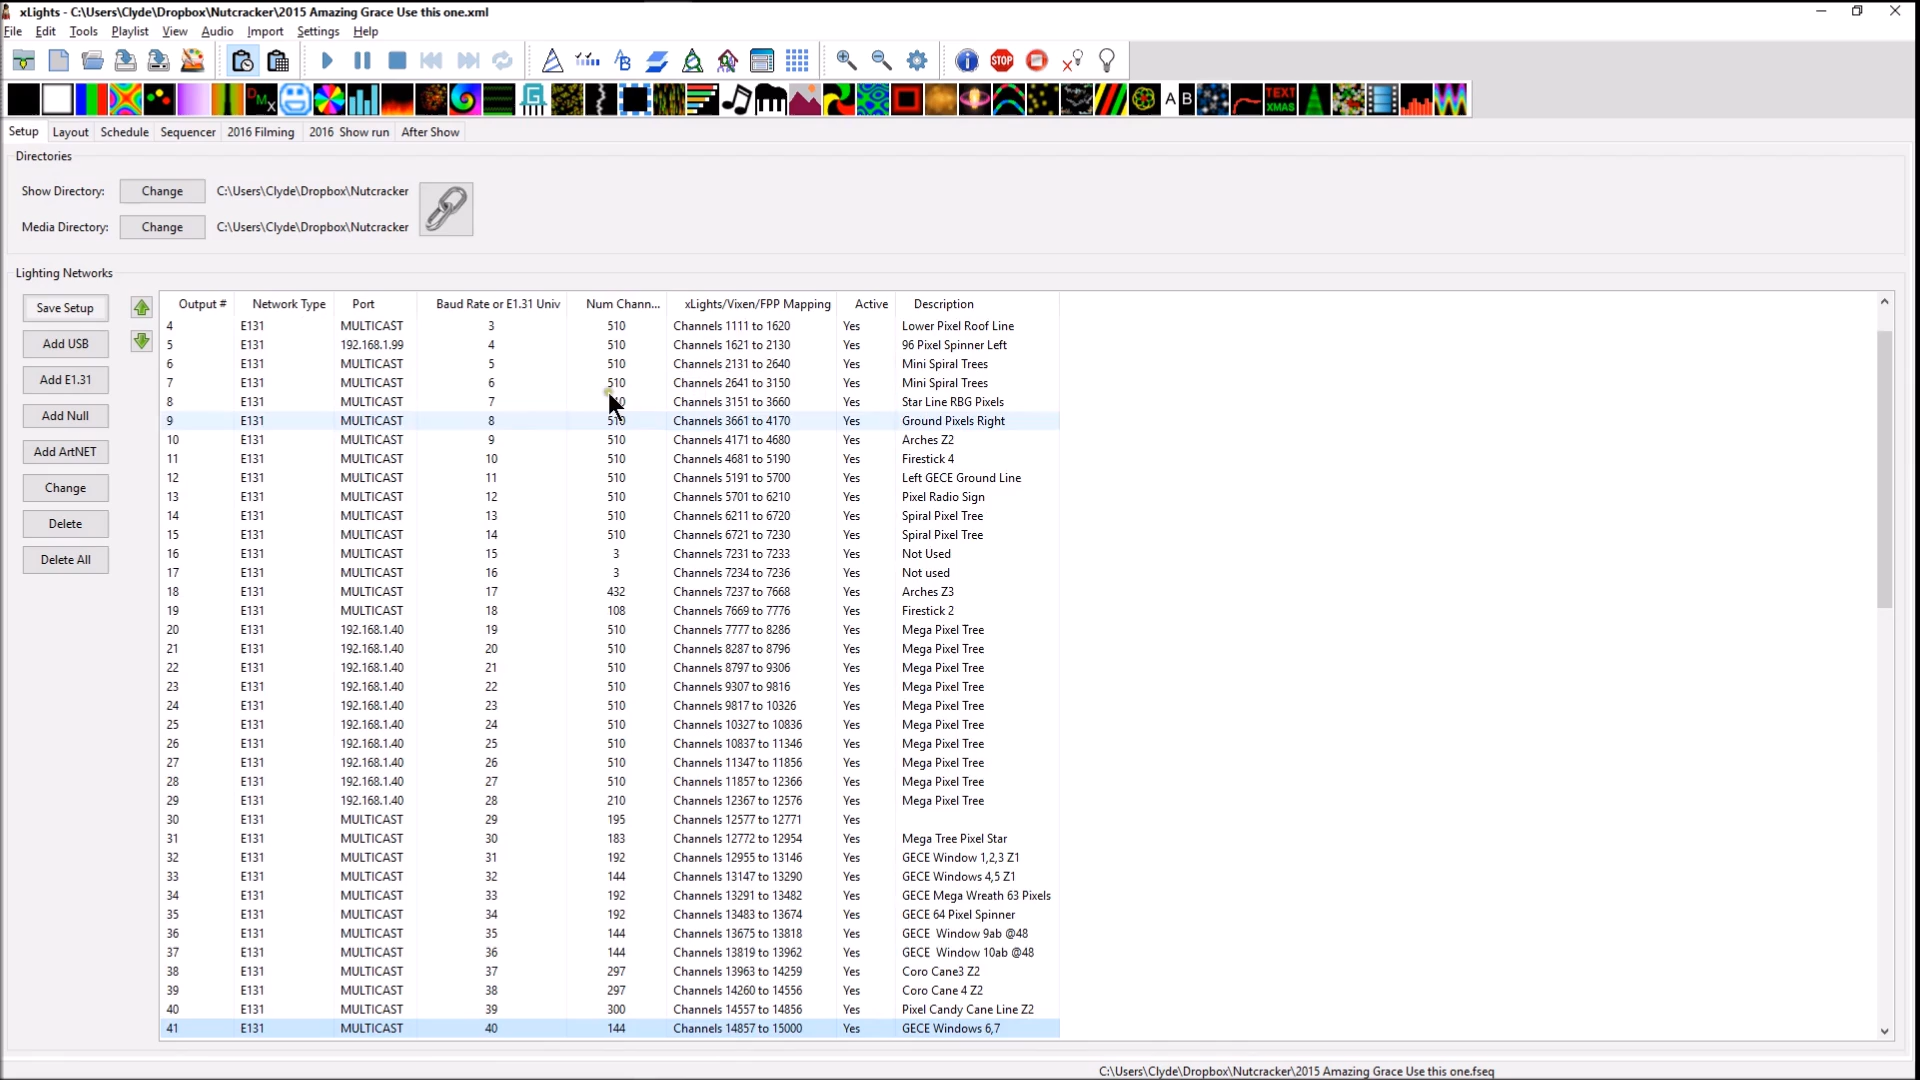 xLights - C:\Users\Clyde\Dropbox\Nutcracker\2015 Amazing Grace Use this one.xml
File Edit Tools Playlist View Audio Import Settings Help
STOP
DMX A B TEXT XMAS
Setup Layout Schedule Sequencer 2016 Filming 2016 Show run After Show
Directories
Show Directory: Change C:\Users\Clyde\Dropbox\Nutcracker
Media Directory: Change C:\Users\Clyde\Dropbox\Nutcracker
Lighting Networks
Save Setup
Add USB
Add E1.31
Add Null
Add ArtNET
Change
Delete
Delete All
Output # Network Type Port Baud Rate or E1.31 Univ Num Chann... xLights/Vixen/FPP Mapping Active Description
4 E131 MULTICAST 3 510 Channels 1111 to 1620 Yes Lower Pixel Roof Line
5 E131 192.168.1.99 4 510 Channels 1621 to 2130 Yes 96 Pixel Spinner Left
6 E131 MULTICAST 5 510 Channels 2131 to 2640 Yes Mini Spiral Trees
7 E131 MULTICAST 6 510 Channels 2641 to 3150 Yes Mini Spiral Trees
8 E131 MULTICAST 7 Channels 3151 to 3660 Yes Star Line RBG Pixels
9 E131 MULTICAST 8 510 Channels 3661 to 4170 Yes Ground Pixels Right
10 E131 MULTICAST 9 510 Channels 4171 to 4680 Yes Arches Z2
11 E131 MULTICAST 10 510 Channels 4681 to 5190 Yes Firestick 4
12 E131 MULTICAST 11 510 Channels 5191 to 5700 Yes Left GECE Ground Line
13 E131 MULTICAST 12 510 Channels 5701 to 6210 Yes Pixel Radio Sign
14 E131 MULTICAST 13 510 Channels 6211 to 6720 Yes Spiral Pixel Tree
15 E131 MULTICAST 14 510 Channels 6721 to 7230 Yes Spiral Pixel Tree
16 E131 MULTICAST 15 3 Channels 7231 to 7233 Yes Not Used
17 E131 MULTICAST 16 3 Channels 7234 to 7236 Yes Not used
18 E131 MULTICAST 17 432 Channels 7237 to 7668 Yes Arches Z3
19 E131 MULTICAST 18 108 Channels 7669 to 7776 Yes Firestick 2
20 E131 192.168.1.40 19 510 Channels 7777 to 8286 Yes Mega Pixel Tree
21 E131 192.168.1.40 20 510 Channels 8287 to 8796 Yes Mega Pixel Tree
22 E131 192.168.1.40 21 510 Channels 8797 to 9306 Yes Mega Pixel Tree
23 E131 192.168.1.40 22 510 Channels 9307 to 9816 Yes Mega Pixel Tree
24 E131 192.168.1.40 23 510 Channels 9817 to 10326 Yes Mega Pixel Tree
25 E131 192.168.1.40 24 510 Channels 10327 to 10836 Yes Mega Pixel Tree
26 E131 192.168.1.40 25 510 Channels 10837 to 11346 Yes Mega Pixel Tree
27 E131 192.168.1.40 26 510 Channels 11347 to 11856 Yes Mega Pixel Tree
28 E131 192.168.1.40 27 510 Channels 11857 to 12366 Yes Mega Pixel Tree
29 E131 192.168.1.40 28 210 Channels 12367 to 12576 Yes Mega Pixel Tree
30 E131 MULTICAST 29 195 Channels 12577 to 12771 Yes
31 E131 MULTICAST 30 183 Channels 12772 to 12954 Yes Mega Tree Pixel Star
32 E131 MULTICAST 31 192 Channels 12955 to 13146 Yes GECE Window 1,2,3 Z1
33 E131 MULTICAST 32 144 Channels 13147 to 13290 Yes GECE Windows 4,5 Z1
34 E131 MULTICAST 33 192 Channels 13291 to 13482 Yes GECE Mega Wreath 63 Pixels
35 E131 MULTICAST 34 192 Channels 13483 to 13674 Yes GECE 64 Pixel Spinner
36 E131 MULTICAST 35 144 Channels 13675 to 13818 Yes GECE Window 9ab @48
37 E131 MULTICAST 36 144 Channels 13819 to 13962 Yes GECE Window 10ab @48
38 E131 MULTICAST 37 297 Channels 13963 to 14259 Yes Coro Cane3 Z2
39 E131 MULTICAST 38 297 Channels 14260 to 14556 Yes Coro Cane 4 Z2
40 E131 MULTICAST 39 300 Channels 14557 to 14856 Yes Pixel Candy Cane Line Z2
41 E131 MULTICAST 40 144 Channels 14857 to 15000 Yes GECE Windows 6,7
C:\Users\Clyde\Dropbox\Nutcracker\2015 Amazing Grace Use this one.fseq